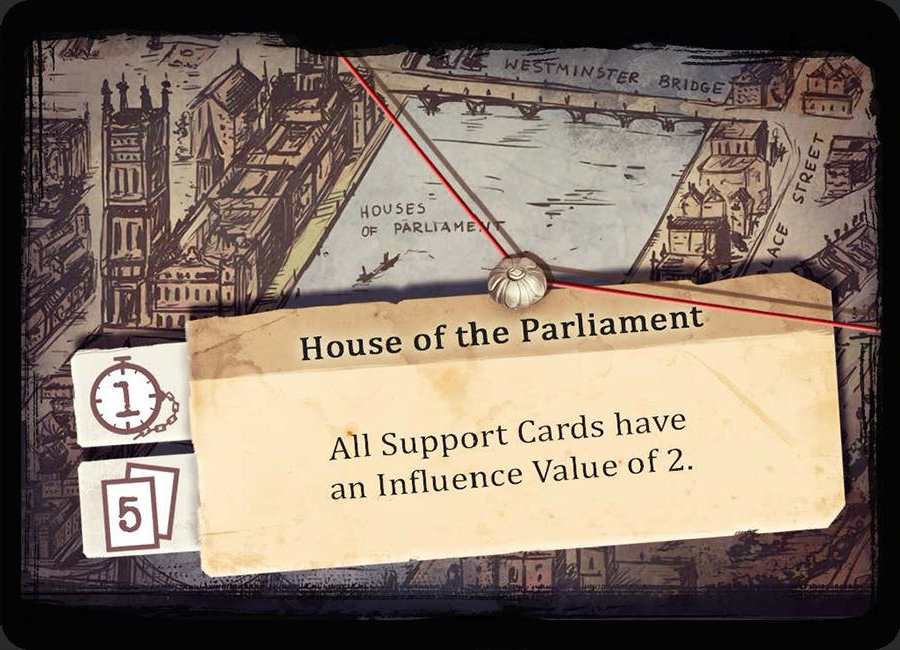 WESTMINSTER BRIDGE
HOUSES
OF PARLIAMENT
STREET
House of the Parliament
1
All Support Cards have
an Influence Value of 2.
5